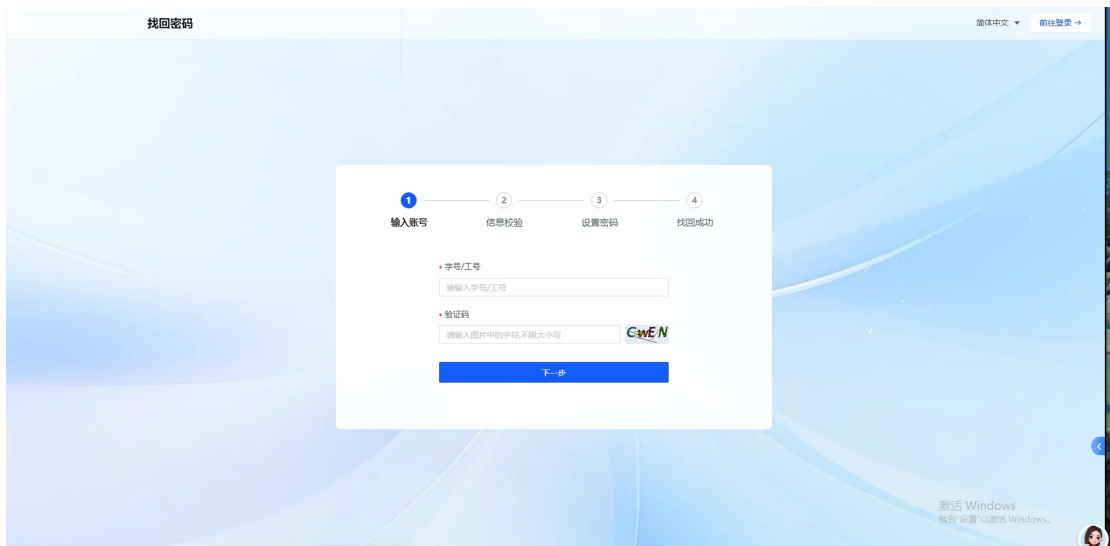 找回密码
简体中文 前往登录 →
1 2 3 4
输入账号 信息校验 设置密码 找回成功
* 学号/工号
请输入学号/工号
* 验证码
请输入图片中的字符,不限大小写 CwEN
下一步
激活 Windows
转到"设置"以激活 Windows。